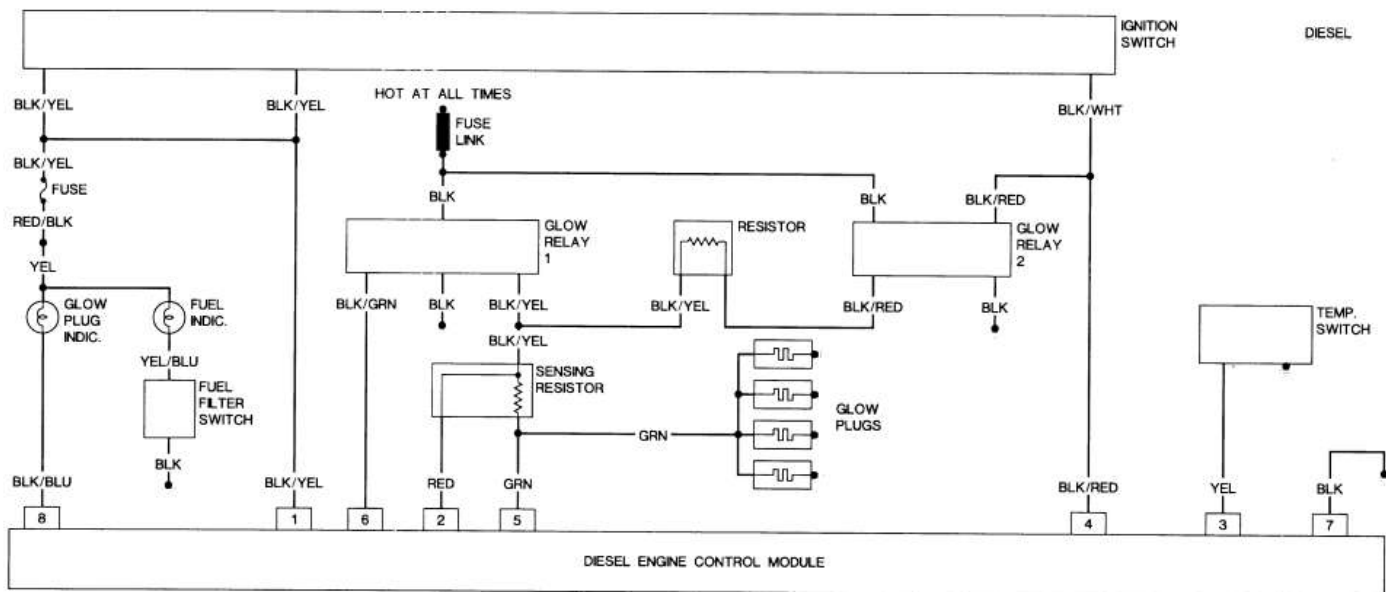 IGNITION
SWITCH
DIESEL
BLK/YEL
BLK/YEL
HOT AT ALL TIMES
BLK/WHT
FUSE
LINK
BLK/YEL
FUSE
BLK
BLK
BLK/RED
RED/BLK
GLOW
RELAY
1
RESISTOR
GLOW
RELAY
2
YEL
BLK/GRN
BLK
BLK/YEL
BLK/YEL
BLK/RED
BLK
GLOW
PLUG
INDIC.
FUEL
INDIC.
TEMP.
SWITCH
BLK/YEL
YEL/BLU
SENSING
RESISTOR
FUEL
FILTER
SWITCH
GLOW
PLUGS
GRN
BLK
BLK/BLU
BLK/YEL
RED
GRN
BLK/RED
YEL
BLK
8
1
6
2
5
4
3
7
DIESEL ENGINE CONTROL MODULE